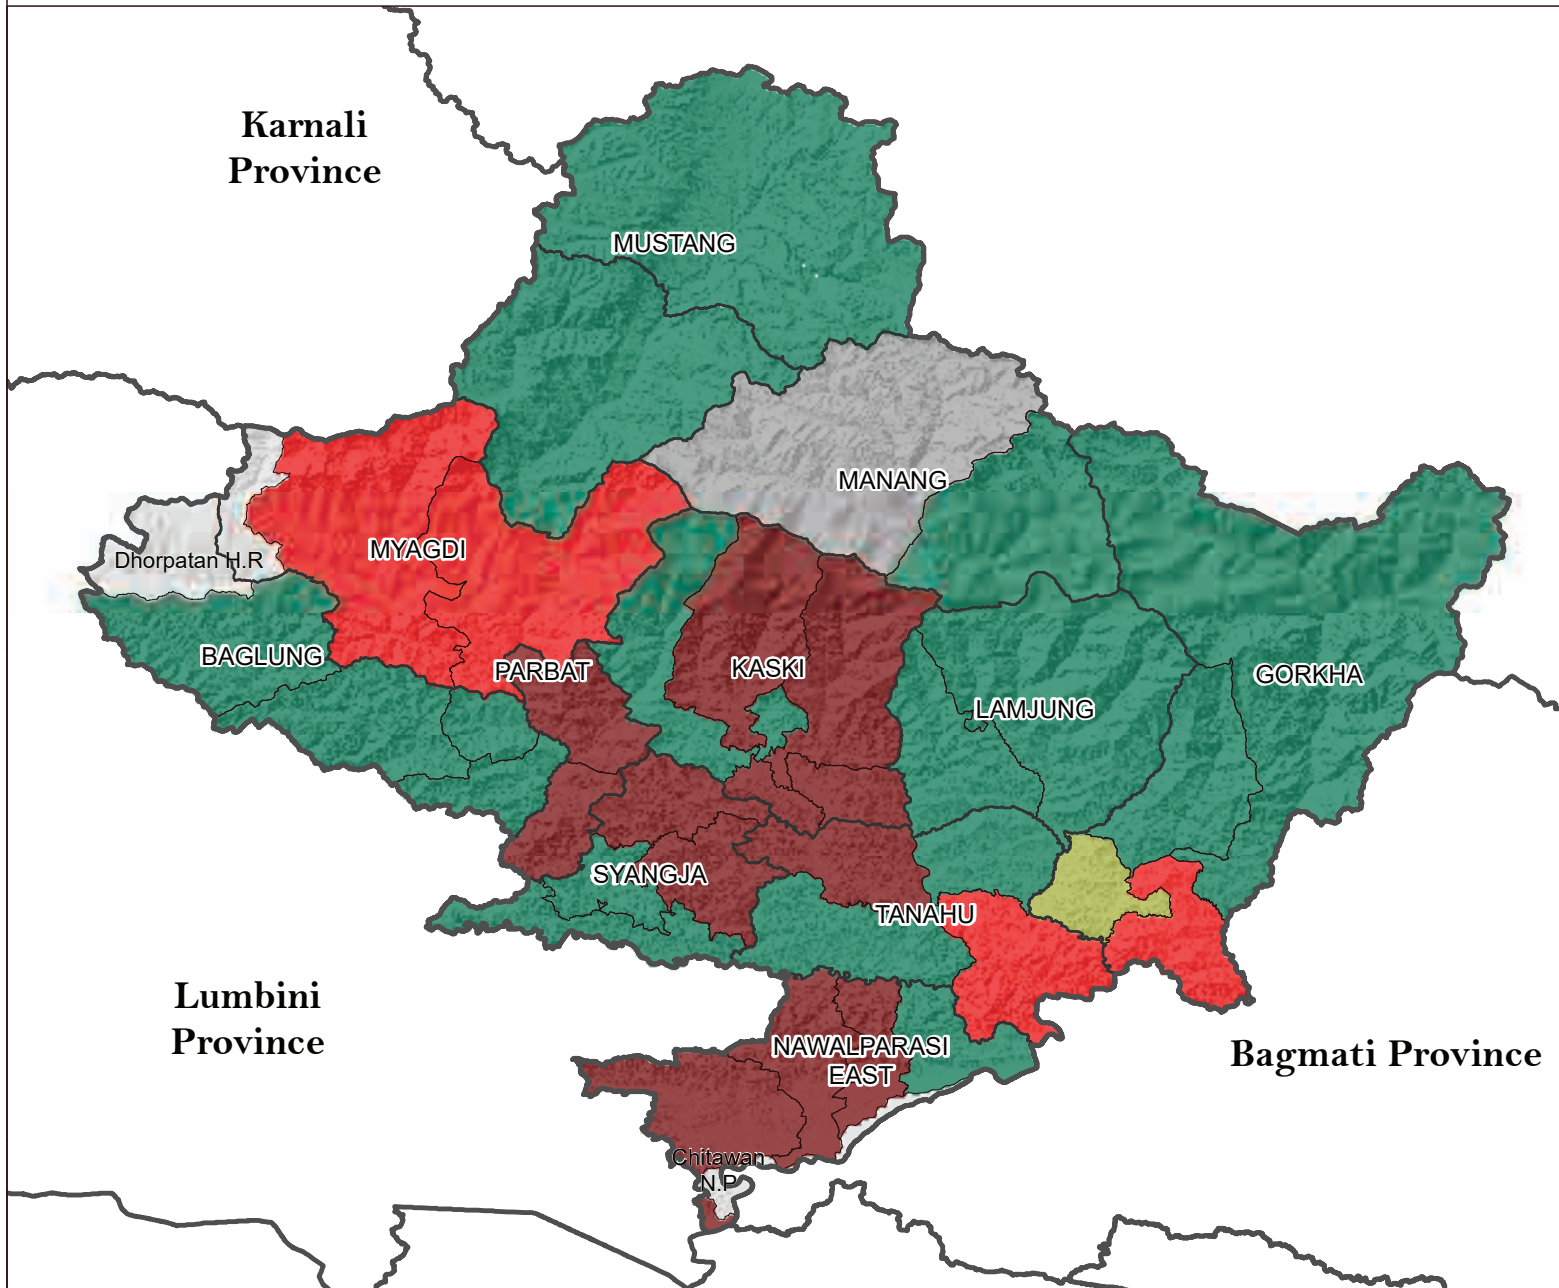 Karnali
Province
MUSTANG
MANANG
MYAGDI
Dhorpatan H.R
BAGLUNG
PARBAT
KASKI
GORKHA
LAMJUNG
SYANGJA
TANAHU
Lumbini
Province
NAWALPARASI
EAST
Bagmati Province
Chitawan
N.P